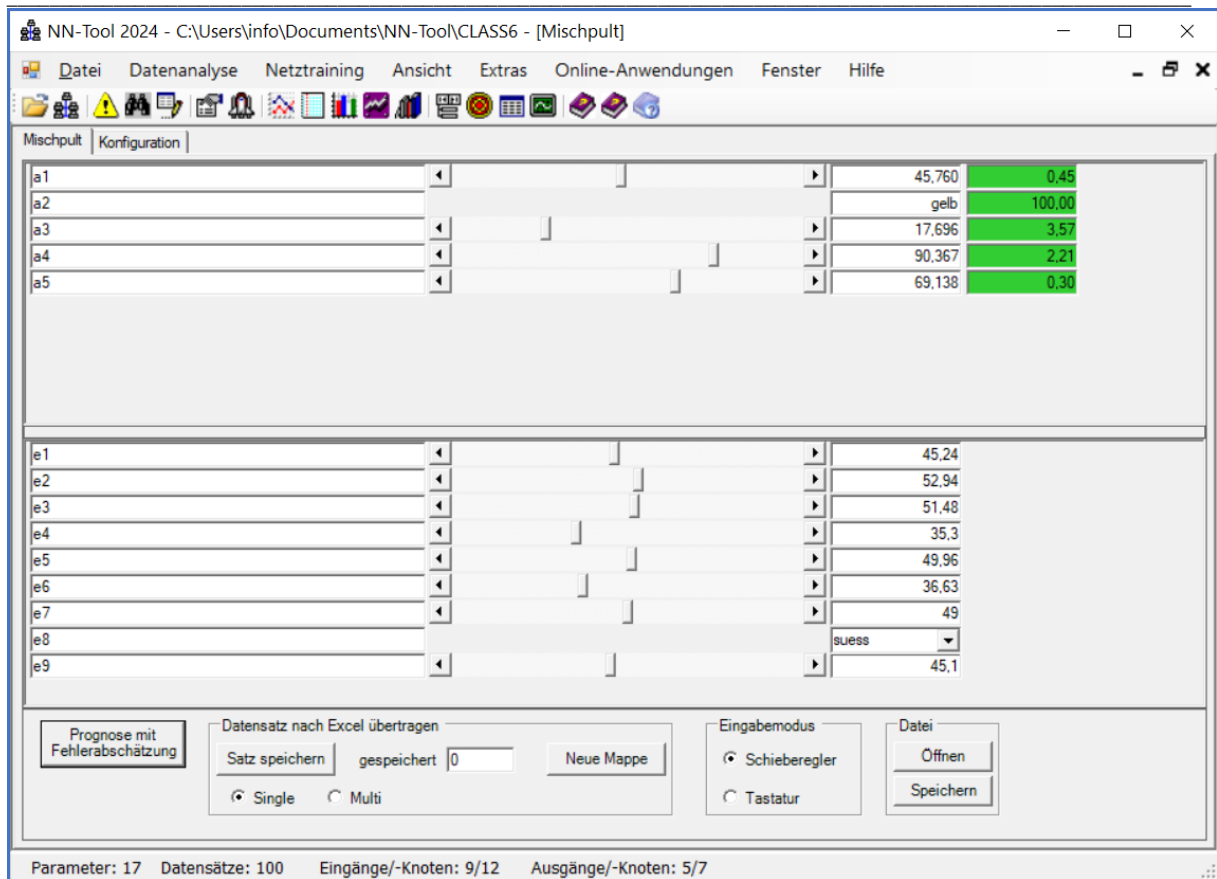 NN-Tool 2024 - C:\Users\info\Documents\NN-Tool\CLASS6 - [Mischpult]
Datei Datenanalyse Netztraining Ansicht Extras Online-Anwendungen Fenster Hilfe
Mischpult Konfiguration
a1 45,760 0,45
a2 gelb 100,00
a3 17,696 3,57
a4 90,367 2,21
a5 69,138 0,30
e1 45,24
e2 52,94
e3 51,48
e4 35,3
e5 49,96
e6 36,63
e7 49
e8 suess
e9 45,1
Prognose mit
Fehlerabschätzung
Datensatz nach Excel übertragen
Satz speichern gespeichert 0 Neue Mappe
Single Multi
Eingabemodus
Schieberegler
Tastatur
Datei
Öffnen
Speichern
Parameter: 17 Datensätze: 100 Eingänge/-Knoten: 9/12 Ausgänge/-Knoten: 5/7